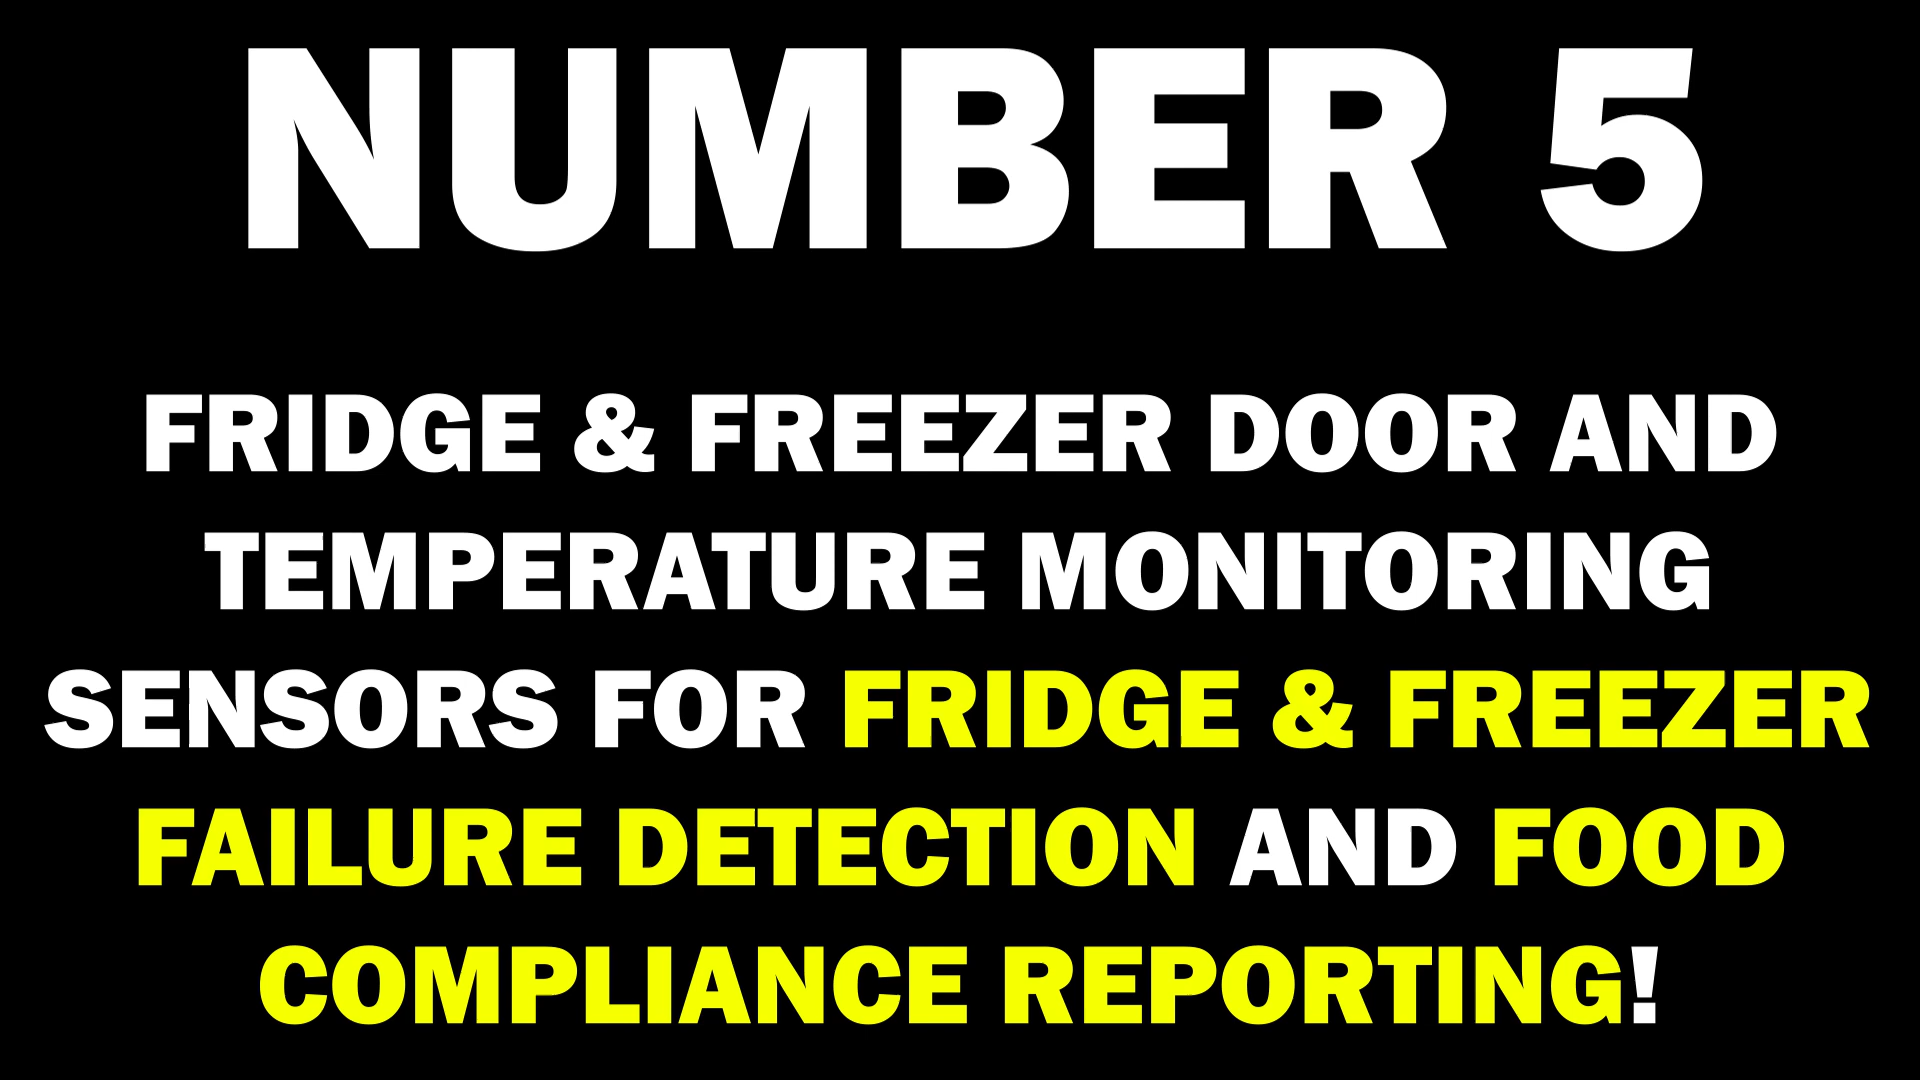 NUMBER 5
FRIDGE & FREEZER DOOR AND
TEMPERATURE MONITORING
SENSORS FOR FRIDGE & FREEZER
FAILURE DETECTION AND FOOD
COMPLIANCE REPORTING!